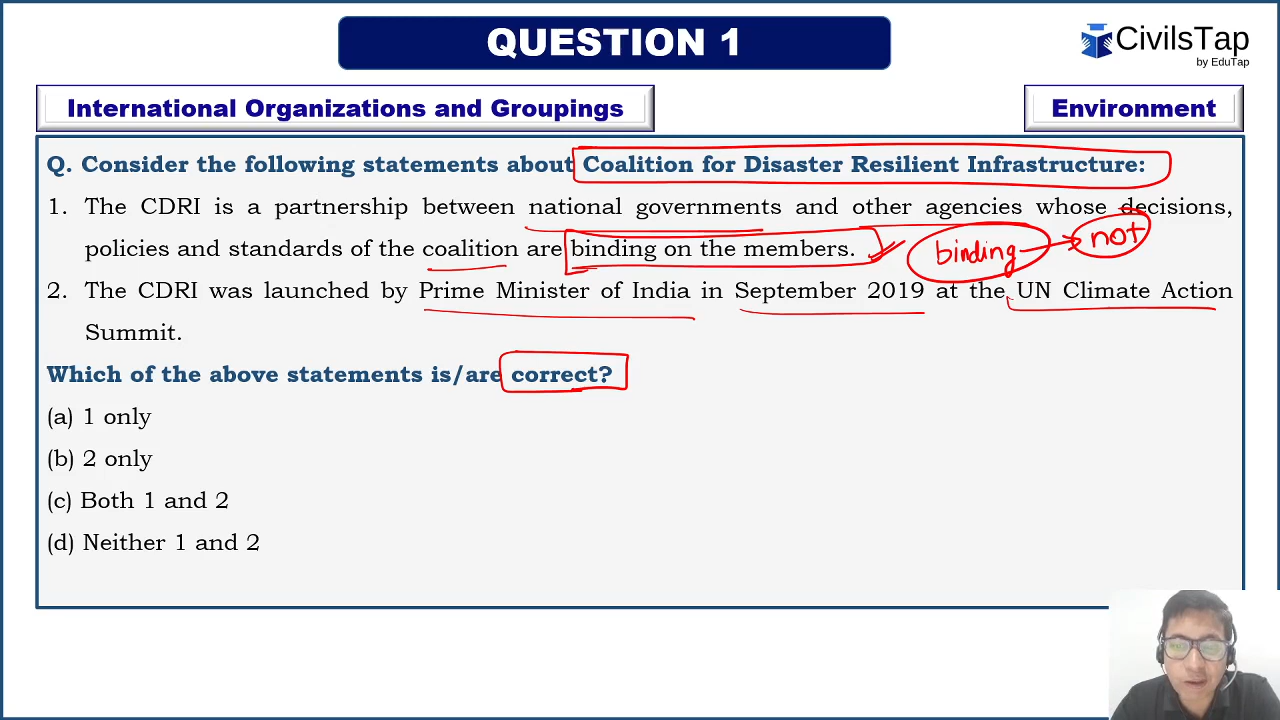 QUESTION 1
CivilsTap
by EduTap
International Organizations and Groupings
Environment
Q. Consider the following statements about Coalition for Disaster Resilient Infrastructure:
1. The CDRI is a partnership between national governments and other agencies whose decisions,
policies and standards of the coalition are binding on the members.
binding
not
2. The CDRI was launched by Prime Minister of India in September 2019 at the UN Climate Action
Summit.
Which of the above statements is/are correct?
(a) 1 only
(b) 2 only
(c) Both 1 and 2
(d) Neither 1 and 2